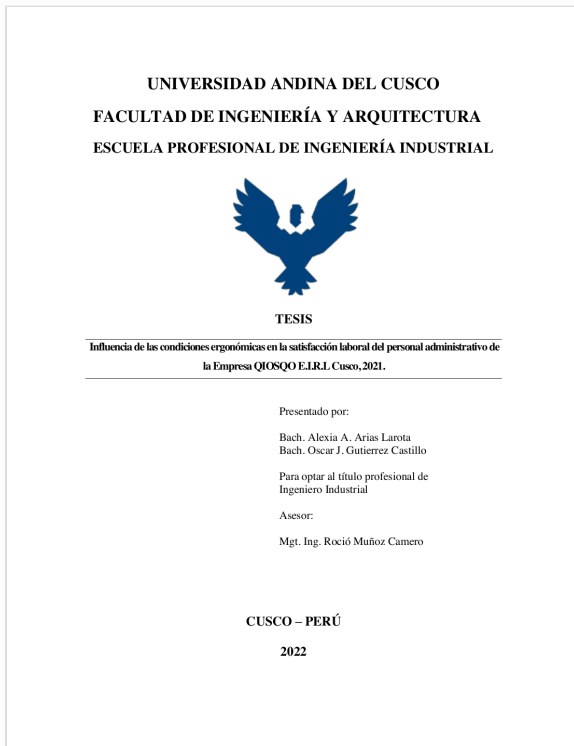 UNIVERSIDAD ANDINA DEL CUSCO
FACULTAD DE INGENIERÍA Y ARQUITECTURA
ESCUELA PROFESIONAL DE INGENIERÍA INDUSTRIAL
TESIS
Influencia de las condiciones ergonómicas en la satisfacción laboral del personal administrativo de
la Empresa QIOSQO E.I.R.L Cusco, 2021.
Presentado por:
Bach. Alexia A. Arias Larota
Bach. Oscar J. Gutierrez Castillo
Para optar al título profesional de
Ingeniero Industrial
Asesor:
Mgt. Ing. Roció Muñoz Camero
CUSCO – PERÚ
2022